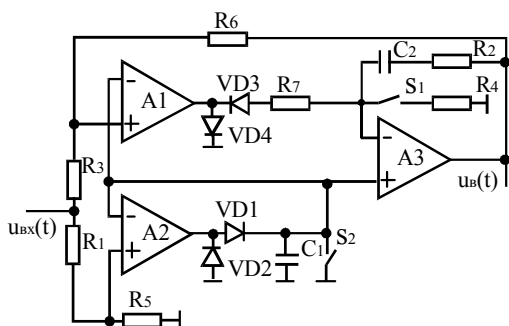 R6
C2 R2
VD3 R7 S1 R4
- A1 +
VD4
- A3 +
R3
uвх(t)
uв(t)
R1
- A2 +
VD1
C1 S2
VD2
R5